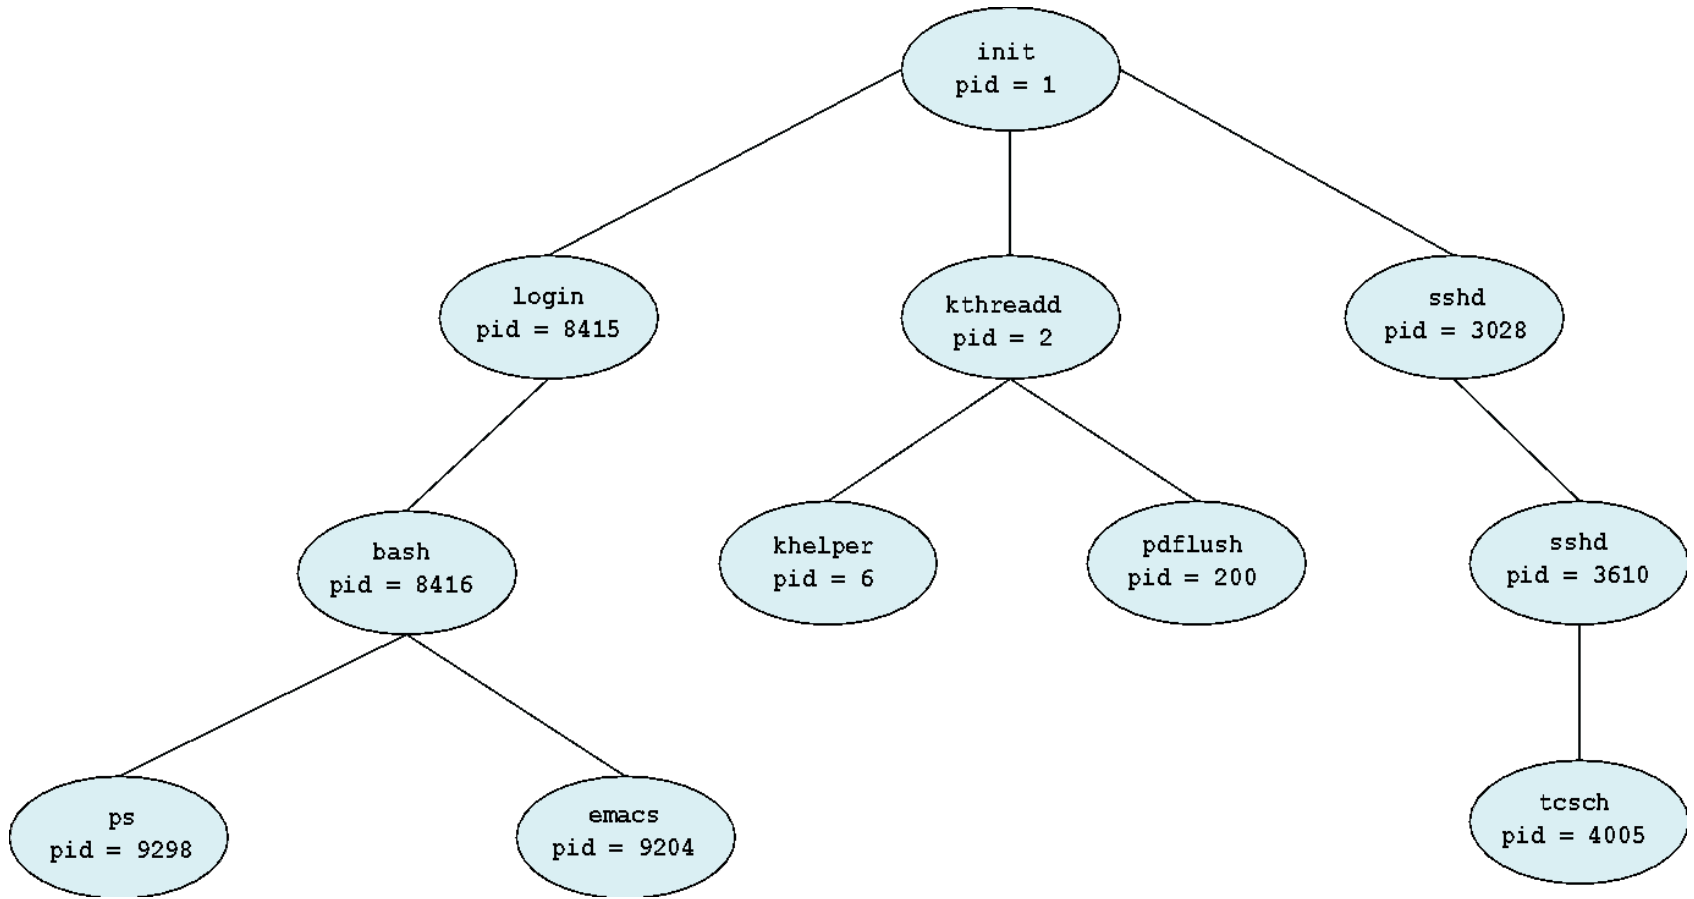 init
pid = 1
login
pid = 8415
kthreadd
pid = 2
sshd
pid = 3028
bash
pid = 8416
khelper
pid = 6
pdflush
pid = 200
sshd
pid = 3610
ps
pid = 9298
emacs
pid = 9204
tcsch
pid = 4005